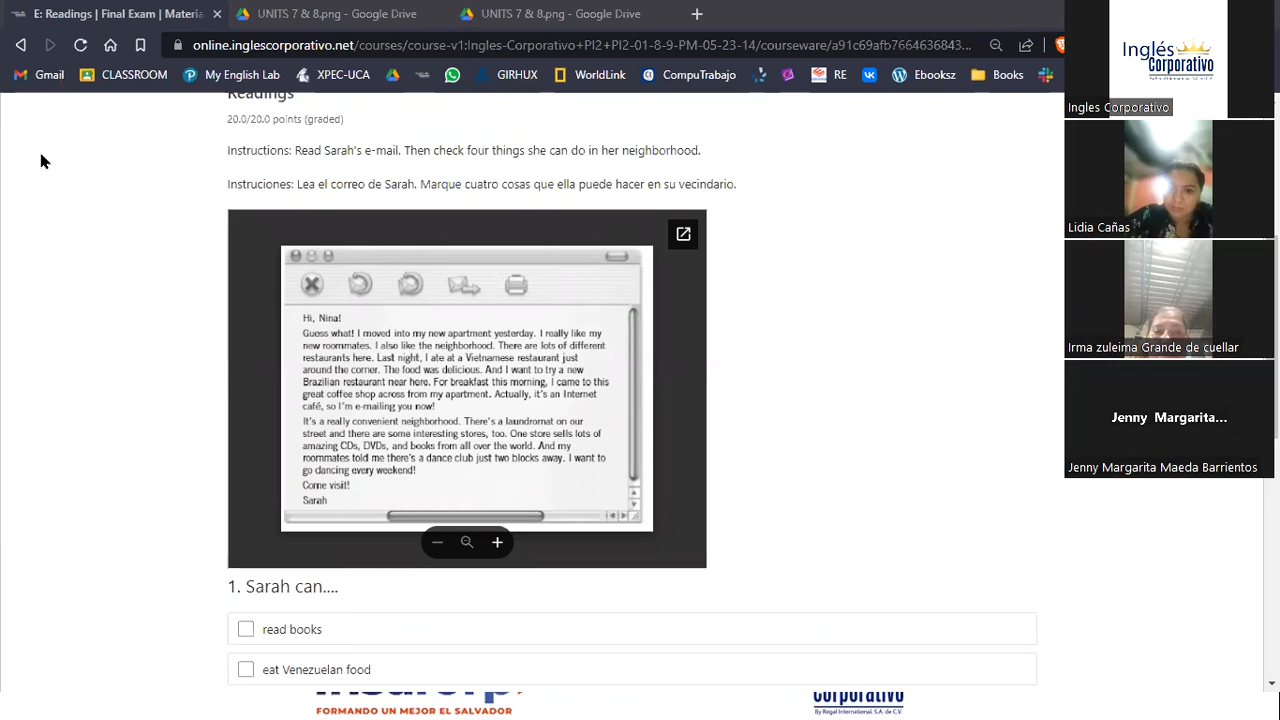 E: Readings | Final Exam | Materia
UNITS 7 & 8.png - Google Drive
UNITS 7 & 8.png - Google Drive
online.inglescorporativo.net/courses/course-v1:Ingles-Corporativo+PI2+PI2-01-8-9-PM-05-23-14/courseware/a91c69afb7664636843...
Gmail
CLASSROOM
My English Lab
XPEC-UCA
GIRHUX
WorldLink
CompuTrabajo
RE
Wooksz
Books
Readings
20.0/20.0 points (graded)
Instructions: Read Sarah's e-mail. Then check four things she can do in her neighborhood.
Instruciones: Lea el correo de Sarah. Marque cuatro cosas que ella puede hacer en su vecindario.
Hi, Nina!
Guess what! I moved into my new apartment yesterday. I really like my
new roommates. I also like the neighborhood. There are lots of different
restaurants here. Last night, I ate at a Vietnamese restaurant just
around the corner. The food was delicious. And I want to try a new
Brazilian restaurant near here. For breakfast this morning, I came to this
great coffee shop across from my apartment. Actually, it's an Internet
café, so I'm e-mailing you now!
It's a really convenient neighborhood. There's a laundromat on our
street and there are some interesting stores, too. One store sells lots of
amazing CDs, DVDs, and books from all over the world. And my
roommates told me there's a dance club just two blocks away. I want to
go dancing every weekend!
Come visit!
Sarah
1. Sarah can....
read books
eat Venezuelan food
FORMANDO UN MEJOR EL SALVADOR
Corporativo
By Regal International, S.A. de C.V.
Inglés
Corporativo
Ingles Corporativo
Lidia Cañas
Irma zuleima Grande de cuellar
Jenny Margarita...
Jenny Margarita Maeda Barrientos